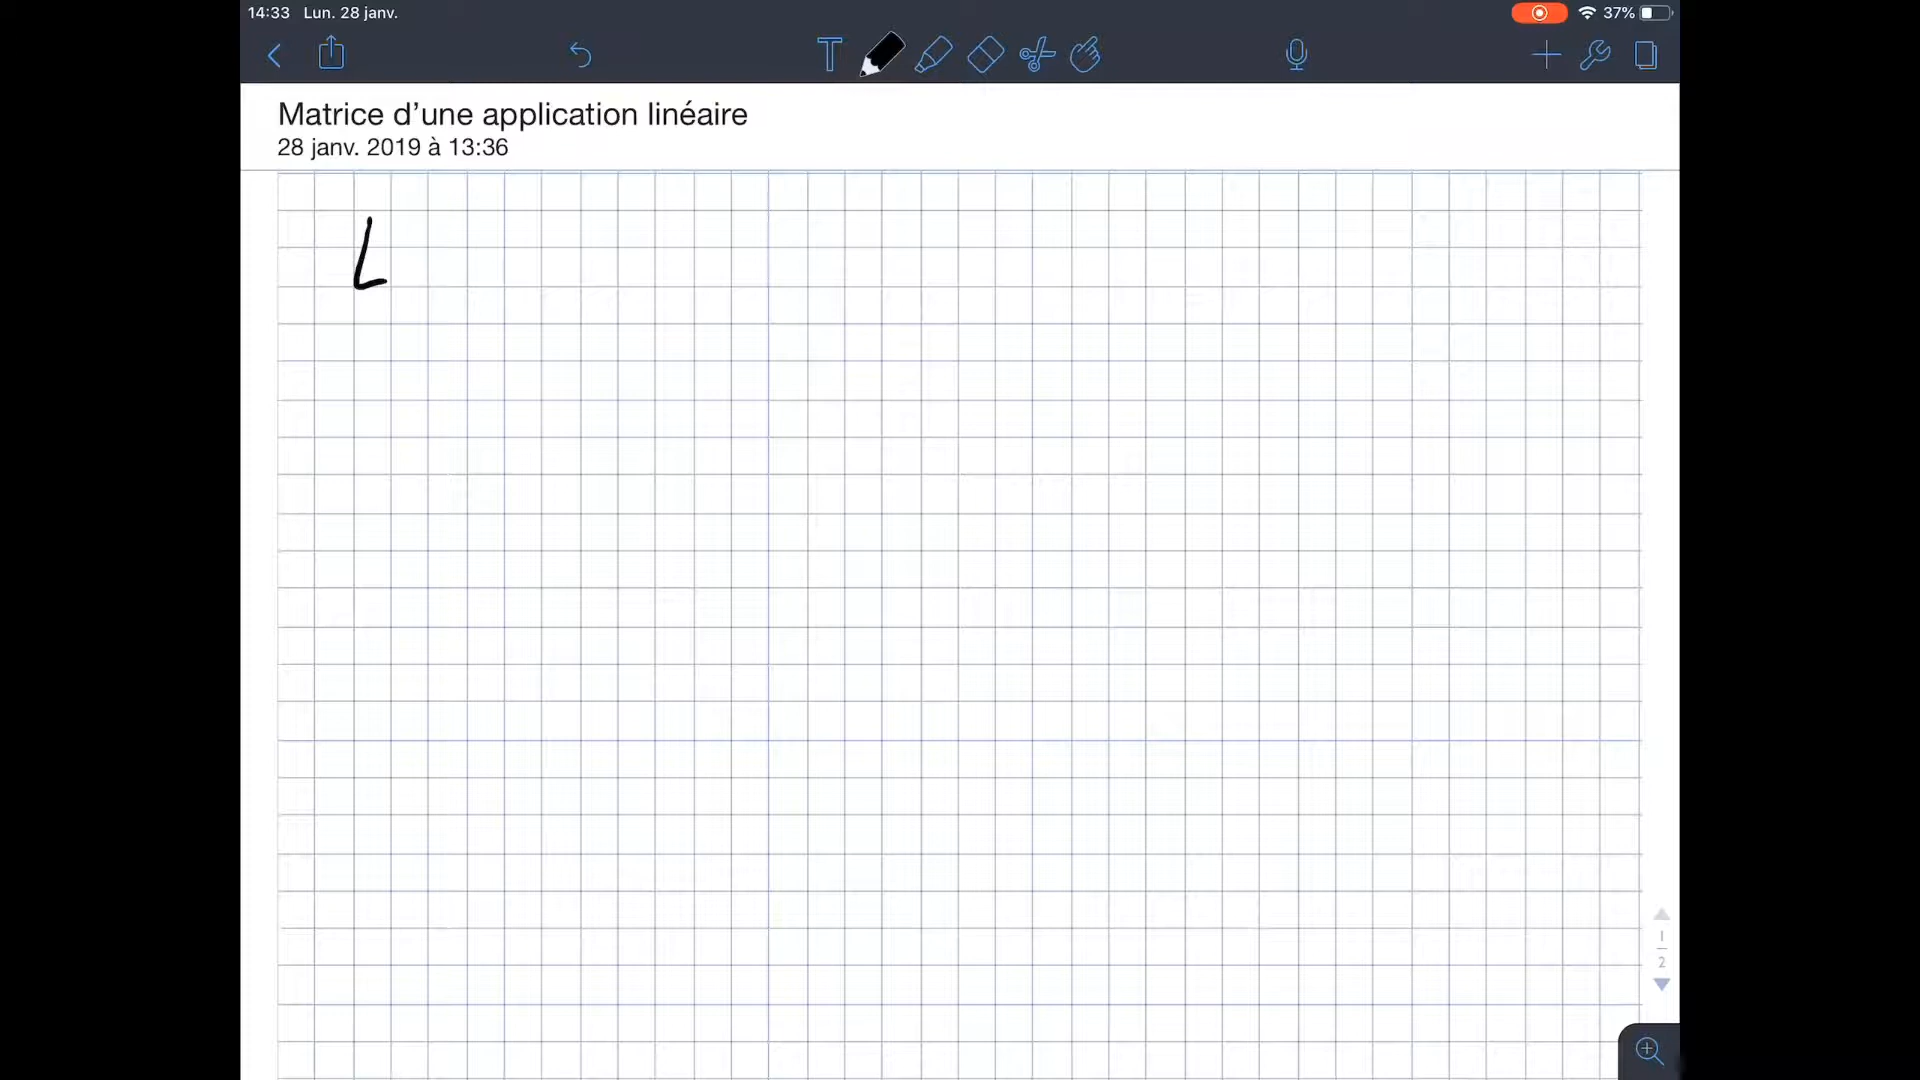 14:33 Lun. 28 janv. 37%
Matrice d’une application linéaire
28 janv. 2019 à 13:36
L
1
2